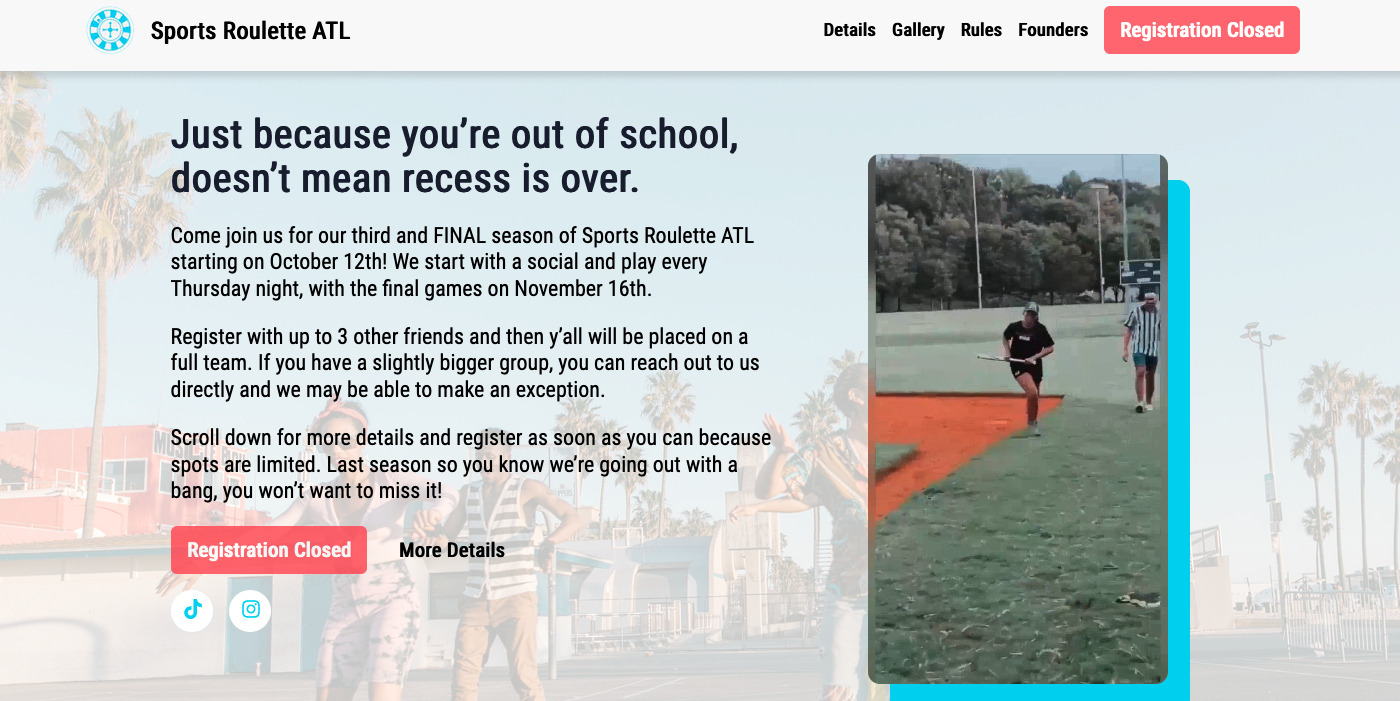 Sports Roulette ATL
Details
Gallery
Rules
Founders
Registration Closed
Just because you’re out of school,
doesn’t mean recess is over.
Come join us for our third and FINAL season of Sports Roulette ATL
starting on October 12th! We start with a social and play every
Thursday night, with the final games on November 16th.
Register with up to 3 other friends and then y’all will be placed on a
full team. If you have a slightly bigger group, you can reach out to us
directly and we may be able to make an exception.
Scroll down for more details and register as soon as you can because
spots are limited. Last season so you know we’re going out with a
bang, you won’t want to miss it!
Registration Closed
More Details